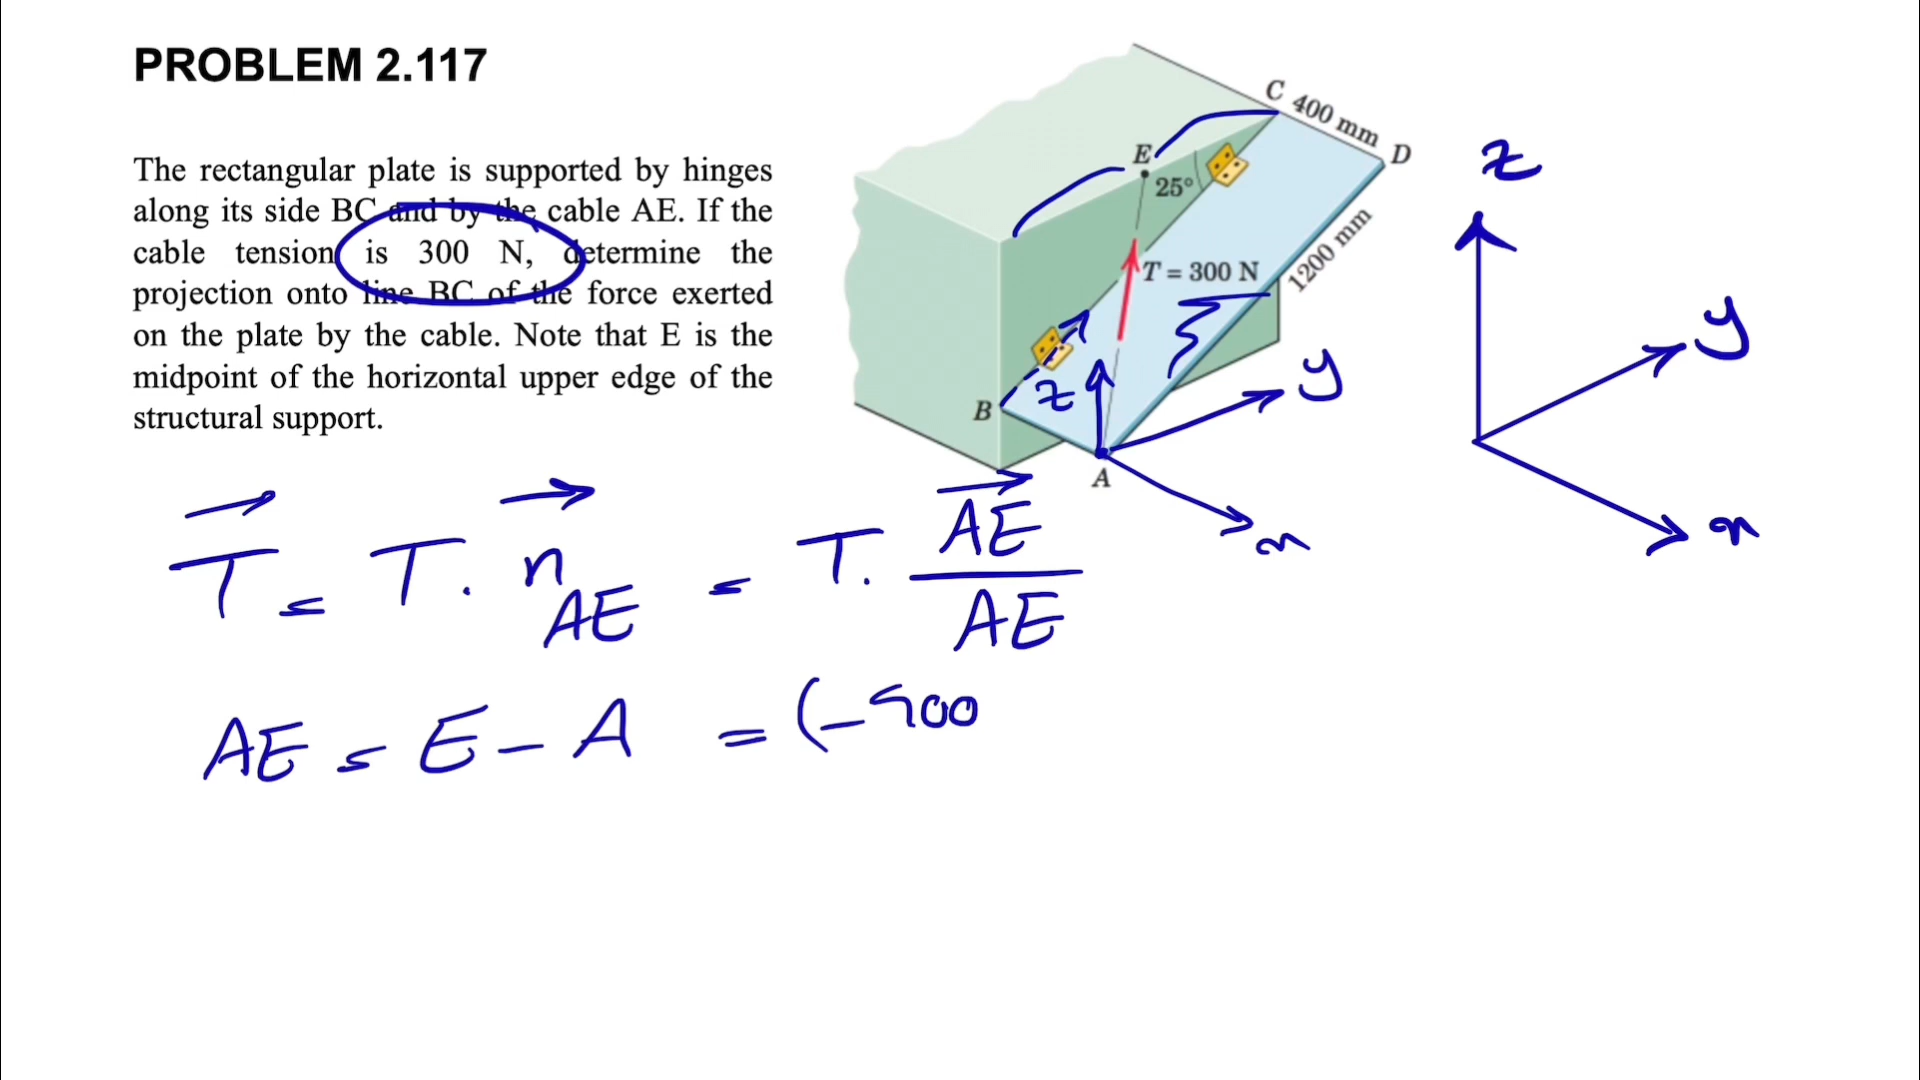 PROBLEM 2.117
The rectangular plate is supported by hinges
along its side BC and by the cable AE. If the
cable tension is 300 N, determine the
projection onto line BC of the force exerted
on the plate by the cable. Note that E is the
midpoint of the horizontal upper edge of the
structural support.
C 400 mm D
E
25°
1200 mm
T = 300 N
B
A
z
y
x
z
y
x
T = T . n AE = T . AE / AE
AE = E - A = (-400